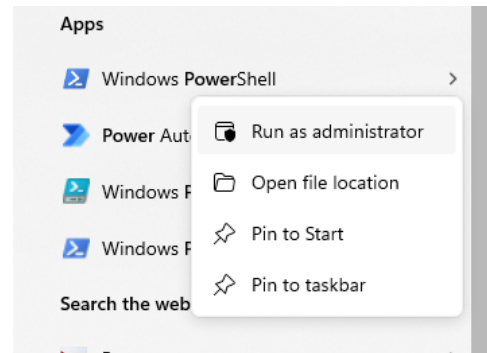 Apps
Windows PowerShell
Power Aut
Run as administrator
Open file location
Windows P
Pin to Start
Windows P
Pin to taskbar
Search the web